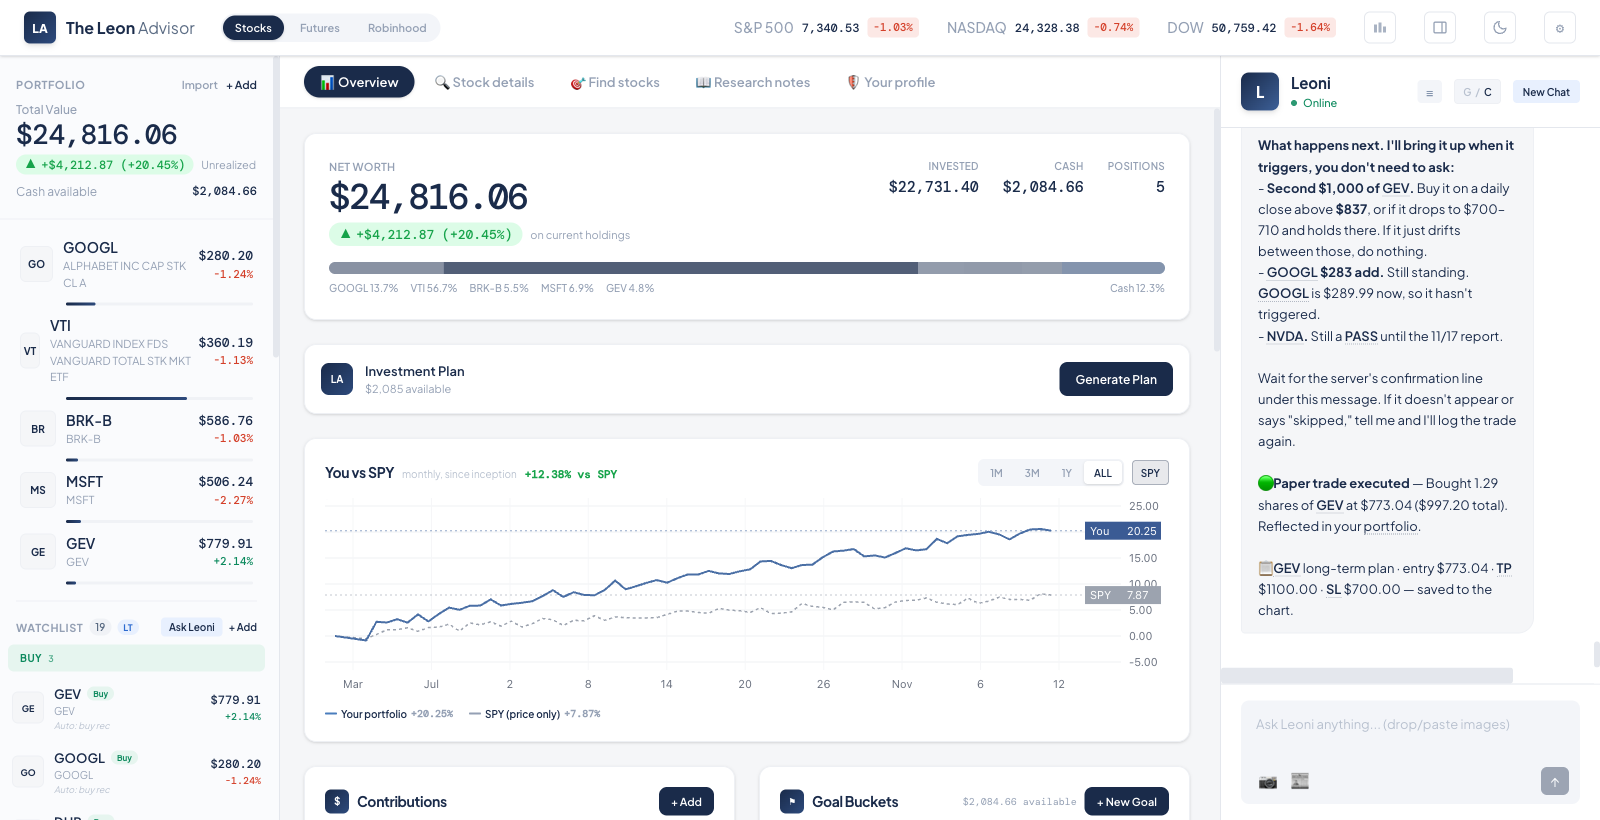 LA The Leon Advisor Stocks Futures Robinhood S&P 500 7,340.53 -1.03% NASDAQ 24,328.38 -0.74% DOW 50,759.42 -1.64%
PORTFOLIO Import + Add
Total Value
$24,816.06
▲ +$4,212.87 (+20.45%) Unrealized
Cash available $2,084.66
GO GOOGL $280.20
ALPHABET INC CAP STK -1.24%
CL A
VTI
VT VANGUARD INDEX FDS $360.19
VANGUARD TOTAL STK MKT -1.13%
ETF
BR BRK-B $586.76
BRK-B -1.03%
MS MSFT $506.24
MSFT -2.27%
GE GEV $779.91
GEV +2.14%
WATCHLIST 19 LT Ask Leoni + Add
BUY 3
GE GEV Buy $779.91
GEV +2.14%
Auto: buy rec
GO GOOGL Buy $280.20
GOOGL -1.24%
Auto: buy rec
📊 Overview 🔍 Stock details 🎯 Find stocks 📖 Research notes 🛡 Your profile
NET WORTH INVESTED CASH POSITIONS
$24,816.06 $22,731.40 $2,084.66 5
▲ +$4,212.87 (+20.45%) on current holdings
GOOGL 13.7% VTI 56.7% BRK-B 5.5% MSFT 6.9% GEV 4.8% Cash 12.3%
LA Investment Plan Generate Plan
$2,085 available
You vs SPY monthly, since inception +12.38% vs SPY 1M 3M 1Y ALL SPY
25.00
You 20.25
15.00
10.00
SPY 7.87
5.00
0.00
-5.00
Mar Jul 2 8 14 20 26 Nov 6 12
Your portfolio +20.25% SPY (price only) +7.87%
$ Contributions + Add
Goal Buckets $2,084.66 available + New Goal
L Leoni ≡ G / C New Chat
Online
What happens next. I'll bring it up when it
triggers, you don't need to ask:
- Second $1,000 of GEV. Buy it on a daily
close above $837, or if it drops to $700–
710 and holds there. If it just drifts
between those, do nothing.
- GOOGL $283 add. Still standing.
GOOGL is $289.99 now, so it hasn't
triggered.
- NVDA. Still a PASS until the 11/17 report.
Wait for the server's confirmation line
under this message. If it doesn't appear or
says "skipped," tell me and I'll log the trade
again.
🟢Paper trade executed — Bought 1.29
shares of GEV at $773.04 ($997.20 total).
Reflected in your portfolio.
📋GEV long-term plan · entry $773.04 · TP
$1100.00 · SL $700.00 — saved to the
chart.
Ask Leoni anything... (drop/paste images)